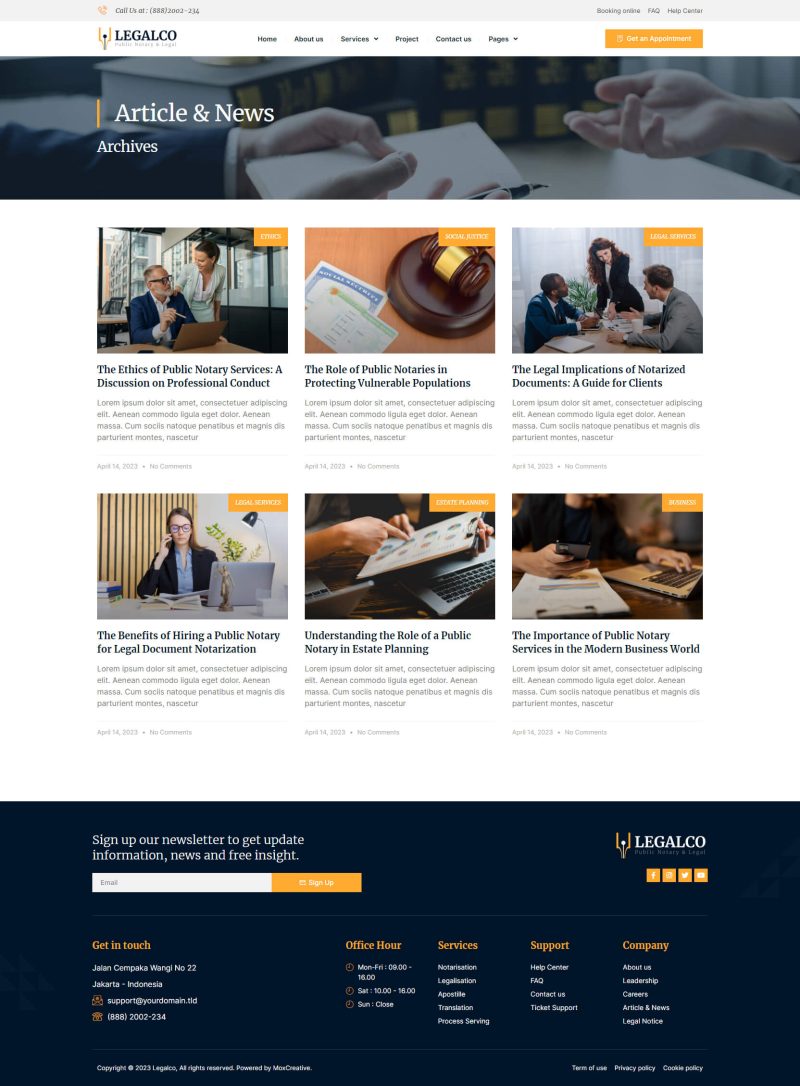 Call Us at : (888)2002-234
Booking online FAQ Help Center
LEGALCO
Public Notary & Legal
Home About us Services Project Contact us Pages
Get an Appointment
Article & News
Archives
ETHICS
SOCIAL JUSTICE
LEGAL SERVICES
SOCIAL SECURITY
The Ethics of Public Notary Services: A
Discussion on Professional Conduct
Lorem ipsum dolor sit amet, consectetuer adipiscing
elit. Aenean commodo ligula eget dolor. Aenean
massa. Cum sociis natoque penatibus et magnis dis
parturient montes, nascetur
April 14, 2023 • No Comments
The Role of Public Notaries in
Protecting Vulnerable Populations
Lorem ipsum dolor sit amet, consectetuer adipiscing
elit. Aenean commodo ligula eget dolor. Aenean
massa. Cum sociis natoque penatibus et magnis dis
parturient montes, nascetur
April 14, 2023 • No Comments
The Legal Implications of Notarized
Documents: A Guide for Clients
Lorem ipsum dolor sit amet, consectetuer adipiscing
elit. Aenean commodo ligula eget dolor. Aenean
massa. Cum sociis natoque penatibus et magnis dis
parturient montes, nascetur
April 14, 2023 • No Comments
LEGAL SERVICES
ESTATE PLANNING
BUSINESS
The Benefits of Hiring a Public Notary
for Legal Document Notarization
Lorem ipsum dolor sit amet, consectetuer adipiscing
elit. Aenean commodo ligula eget dolor. Aenean
massa. Cum sociis natoque penatibus et magnis dis
parturient montes, nascetur
April 14, 2023 • No Comments
Understanding the Role of a Public
Notary in Estate Planning
Lorem ipsum dolor sit amet, consectetuer adipiscing
elit. Aenean commodo ligula eget dolor. Aenean
massa. Cum sociis natoque penatibus et magnis dis
parturient montes, nascetur
April 14, 2023 • No Comments
The Importance of Public Notary
Services in the Modern Business World
Lorem ipsum dolor sit amet, consectetuer adipiscing
elit. Aenean commodo ligula eget dolor. Aenean
massa. Cum sociis natoque penatibus et magnis dis
parturient montes, nascetur
April 14, 2023 • No Comments
Sign up our newsletter to get update
information, news and free insight.
Email
Sign Up
LEGALCO
Public Notary & Legal
Get in touch
Jalan Cempaka Wangi No 22
Jakarta - Indonesia
support@yourdomain.tld
(888) 2002-234
Office Hour
Mon-Fri : 09.00 -
16.00
Sat : 10.00 - 16.00
Sun : Close
Services
Notarisation
Legalisation
Apostille
Translation
Process Serving
Support
Help Center
FAQ
Contact us
Ticket Support
Company
About us
Leadership
Careers
Article & News
Legal Notice
Copyright © 2023 Legalco, All rights reserved. Powered by MoxCreative.
Term of use Privacy policy Cookie policy